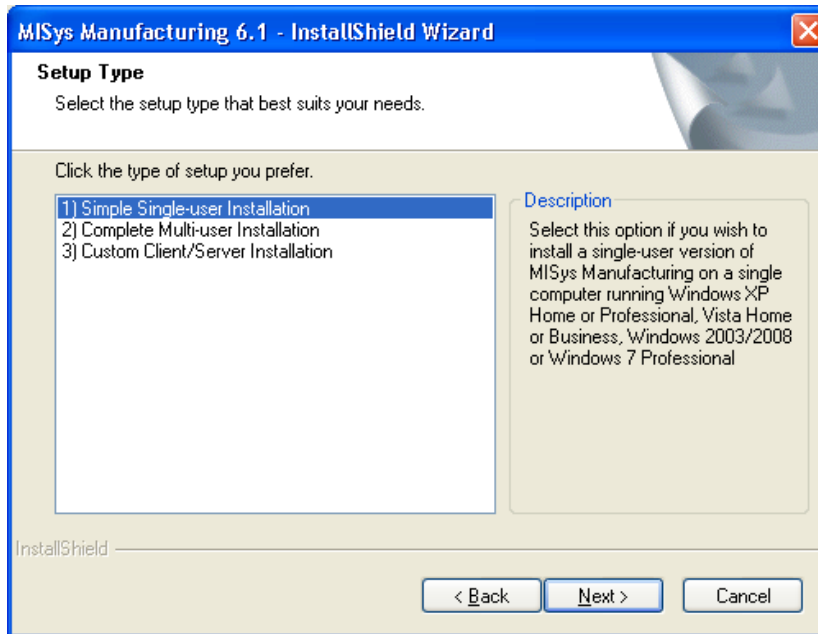 MISys Manufacturing 6.1 - InstallShield Wizard
Setup Type
Select the setup type that best suits your needs.
Click the type of setup you prefer.
1) Simple Single-user Installation
2) Complete Multi-user Installation
3) Custom Client/Server Installation
Description
Select this option if you wish to
install a single-user version of
MISys Manufacturing on a single
computer running Windows XP
Home or Professional, Vista Home
or Business, Windows 2003/2008
or Windows 7 Professional
InstallShield
< Back
Next >
Cancel